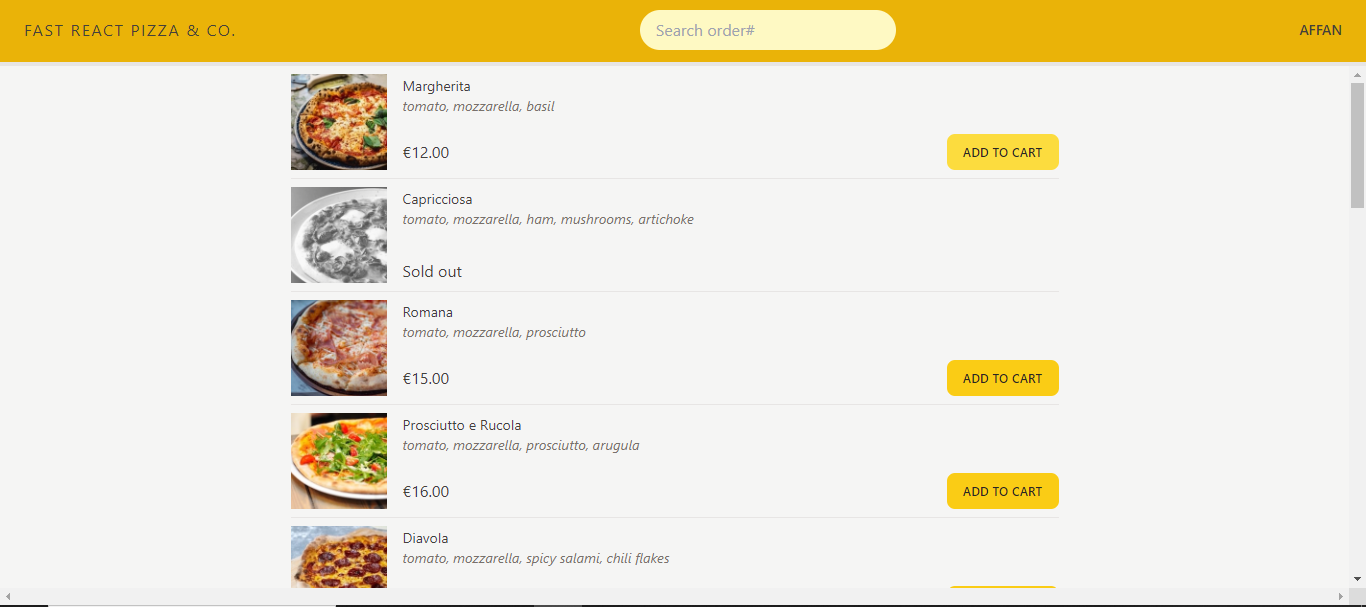 FAST REACT PIZZA & CO.
Search order#
AFFAN
Margherita
tomato, mozzarella, basil
€12.00
ADD TO CART
Capricciosa
tomato, mozzarella, ham, mushrooms, artichoke
Sold out
Romana
tomato, mozzarella, prosciutto
€15.00
ADD TO CART
Prosciutto e Rucola
tomato, mozzarella, prosciutto, arugula
€16.00
ADD TO CART
Diavola
tomato, mozzarella, spicy salami, chili flakes